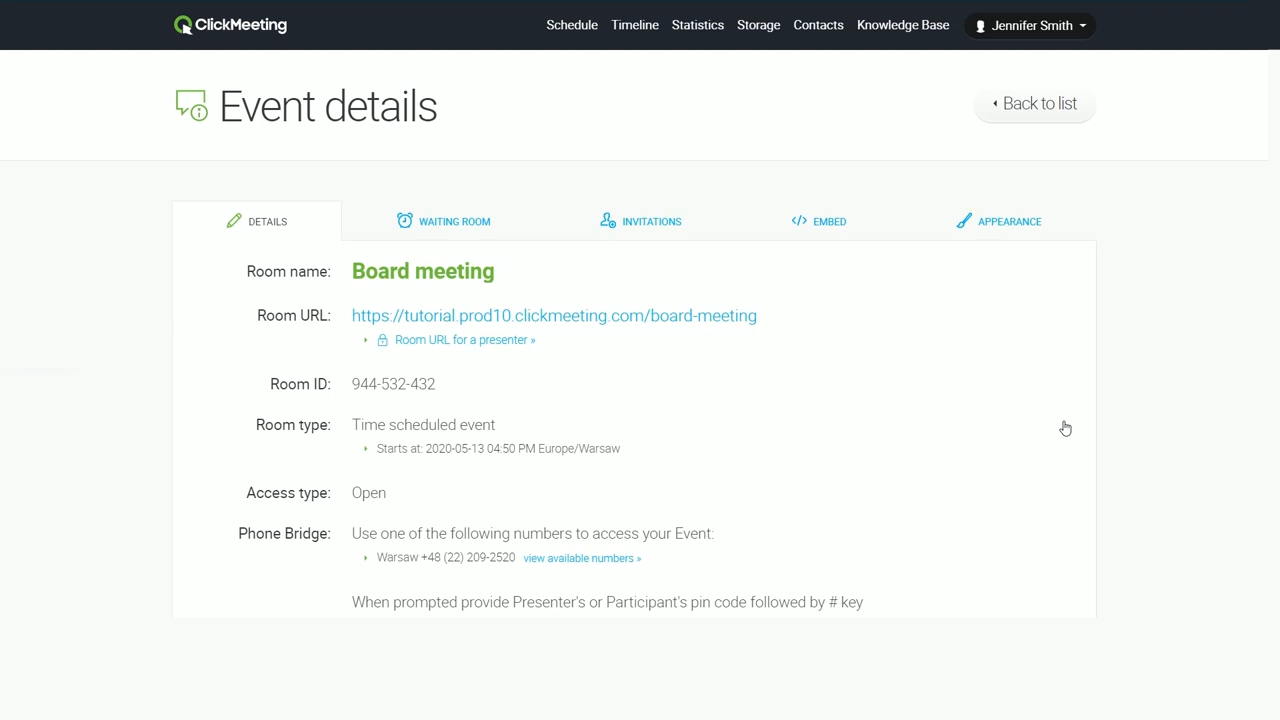 ClickMeeting Schedule Timeline Statistics Storage Contacts Knowledge Base Jennifer Smith
Event details
Back to list
DETAILS WAITING ROOM INVITATIONS EMBED APPEARANCE
Room name: Board meeting
Room URL: https://tutorial.prod10.clickmeeting.com/board-meeting
Room URL for a presenter »
Room ID: 944-532-432
Room type: Time scheduled event
Starts at: 2020-05-13 04:50 PM Europe/Warsaw
Access type: Open
Phone Bridge: Use one of the following numbers to access your Event:
Warsaw +48 (22) 209-2520 view available numbers »
When prompted provide Presenter's or Participant's pin code followed by # key